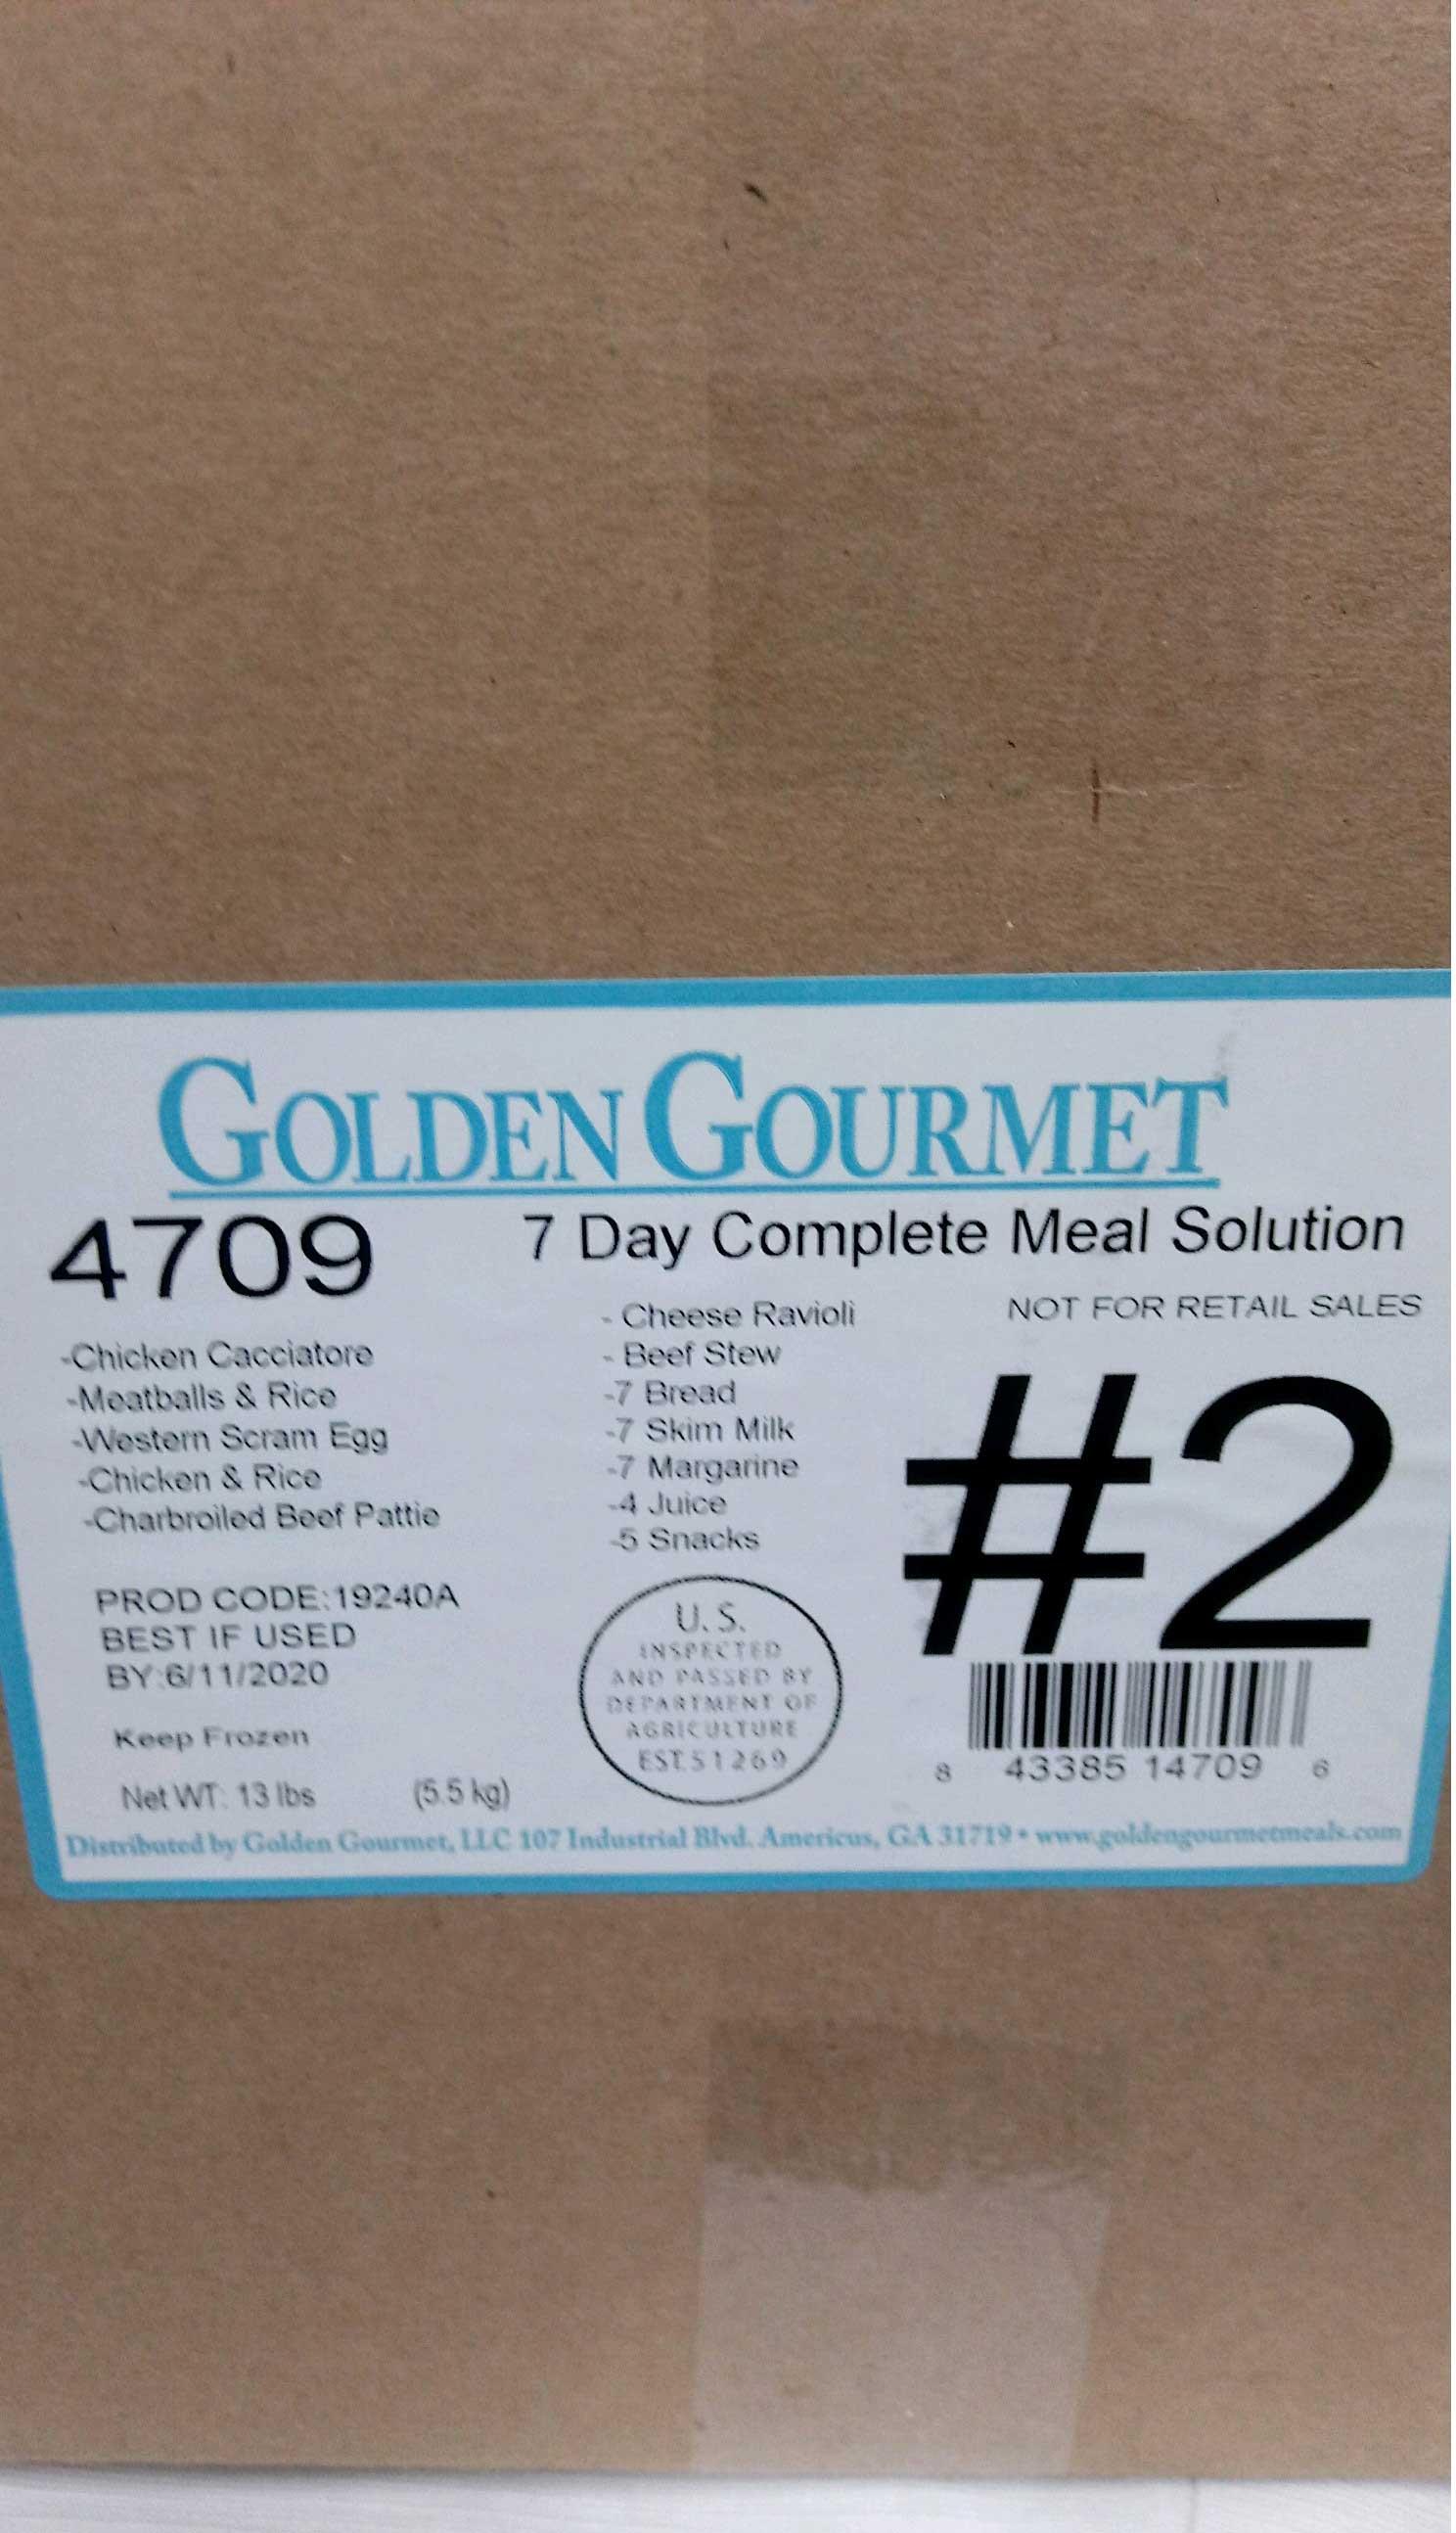 GOLDEN GOURMET
4709
7 Day Complete Meal Solution
NOT FOR RETAIL SALES
-Chicken Cacciatore
-Meatballs & Rice
-Western Scram Egg
-Chicken & Rice
-Charbroiled Beef Pattie
- Cheese Ravioli
- Beef Stew
-7 Bread
-7 Skim Milk
-7 Margarine
-4 Juice
-5 Snacks
#2
PROD CODE:19240A
BEST IF USED
BY:6/11/2020
Keep Frozen
Net WT: 13 lbs (5.5 kg)
U.S.
INSPECTED
AND PASSED BY
DEPARTMENT OF
AGRICULTURE
EST.51269
8 43385 14709 6
Distributed by Golden Gourmet, LLC 107 Industrial Blvd. Americus, GA 31719 • www.goldengourmetmeals.com